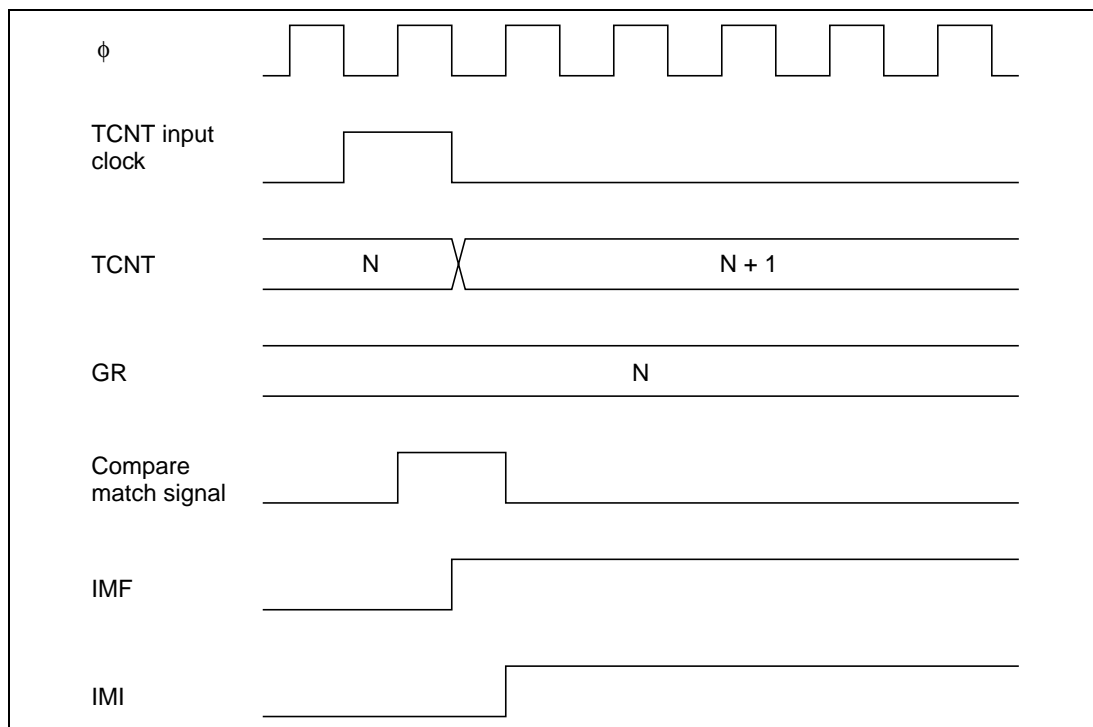 ϕ
TCNT input
clock
TCNT
N
N + 1
GR
N
Compare
match signal
IMF
IMI